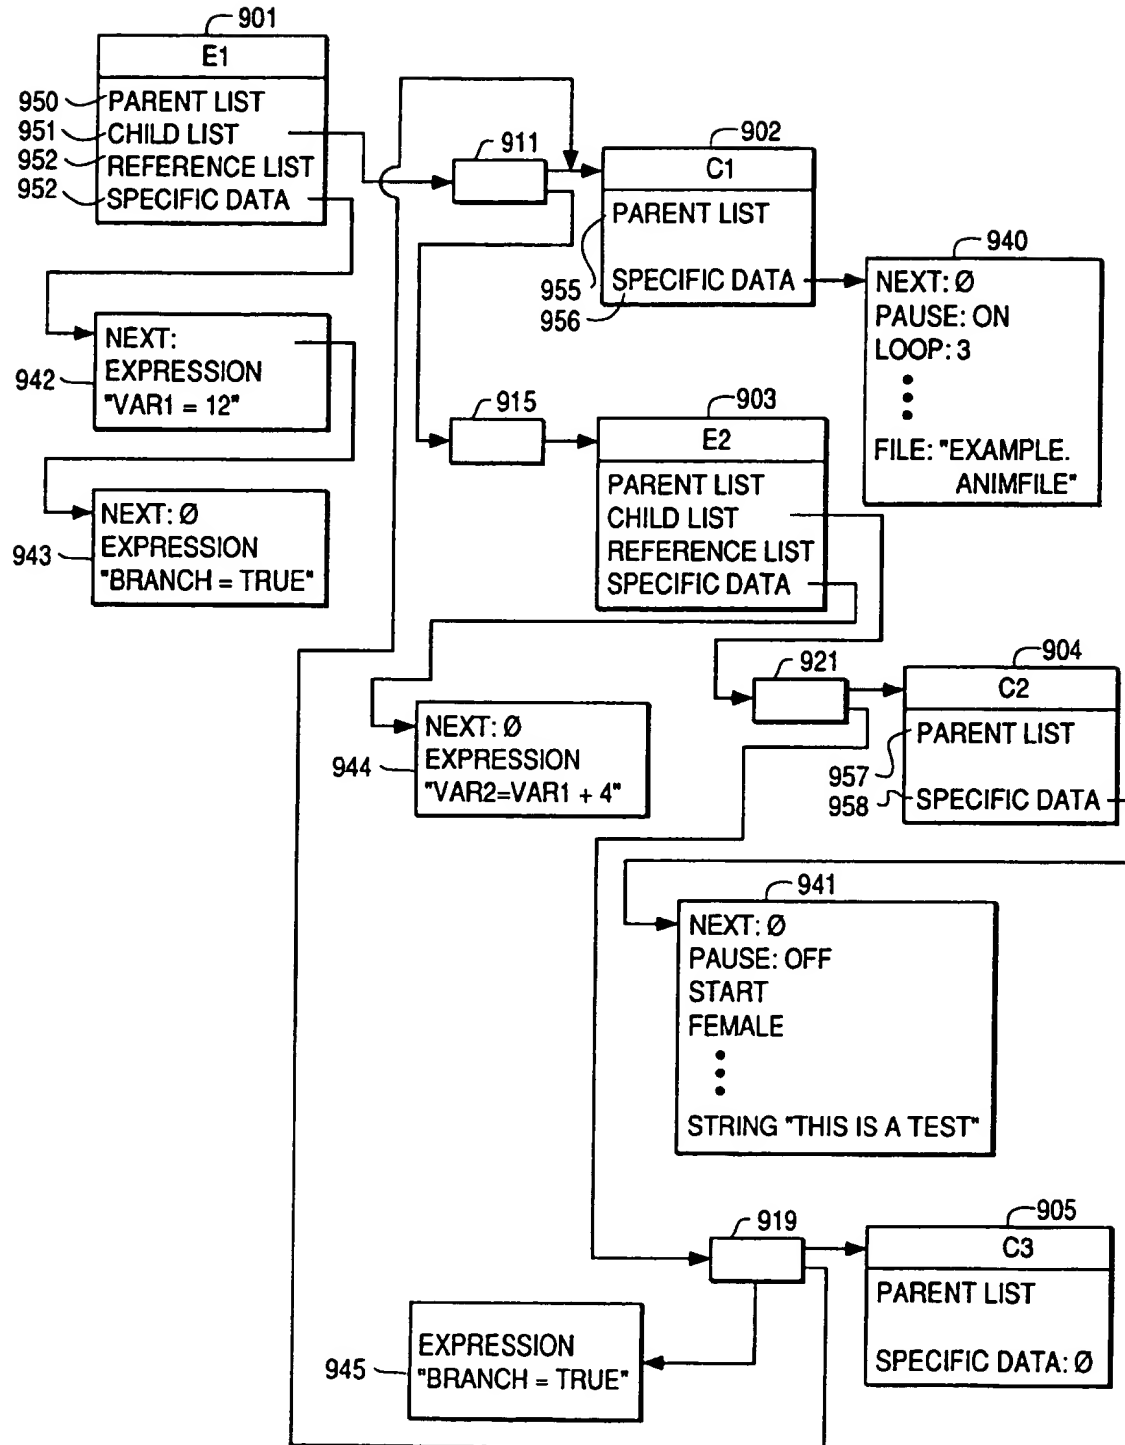 901
E1
950
PARENT LIST
951
CHILD LIST
952
REFERENCE LIST
952
SPECIFIC DATA
911
902
C1
PARENT LIST
955
SPECIFIC DATA
956
940
NEXT: Ø
PAUSE: ON
LOOP: 3
FILE: "EXAMPLE.
ANIMFILE"
942
NEXT:
EXPRESSION
"VAR1 = 12"
915
903
E2
PARENT LIST
CHILD LIST
REFERENCE LIST
SPECIFIC DATA
943
NEXT: Ø
EXPRESSION
"BRANCH = TRUE"
921
904
C2
PARENT LIST
957
958
SPECIFIC DATA
944
NEXT: Ø
EXPRESSION
"VAR2=VAR1 + 4"
941
NEXT: Ø
PAUSE: OFF
START
FEMALE
STRING "THIS IS A TEST"
919
905
C3
PARENT LIST
SPECIFIC DATA: Ø
945
EXPRESSION
"BRANCH = TRUE"